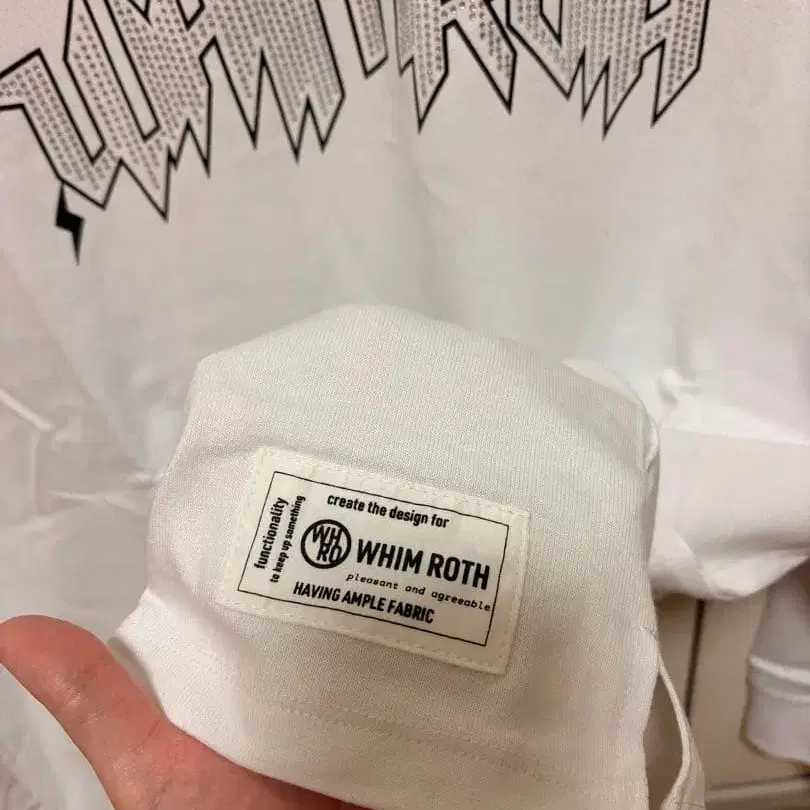 create the design for
functionality
to keep up something
WH
RO
WHIM ROTH
pleasant and agreeable
HAVING AMPLE FABRIC